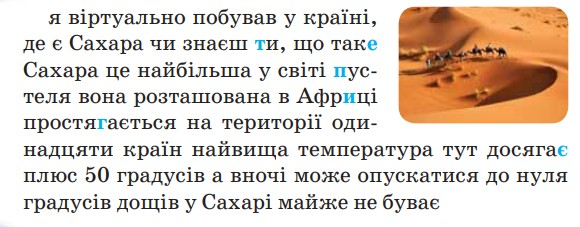 я віртуально побував у країні,
де є Сахара чи знаєш ти, що таке
Сахара це найбільша у світі пус-
теля вона розташована в Африці
простягається на території оди-
надцяти країн найвища температура тут досягає
плюс 50 градусів а вночі може опускатися до нуля
градусів дощів у Сахарі майже не буває